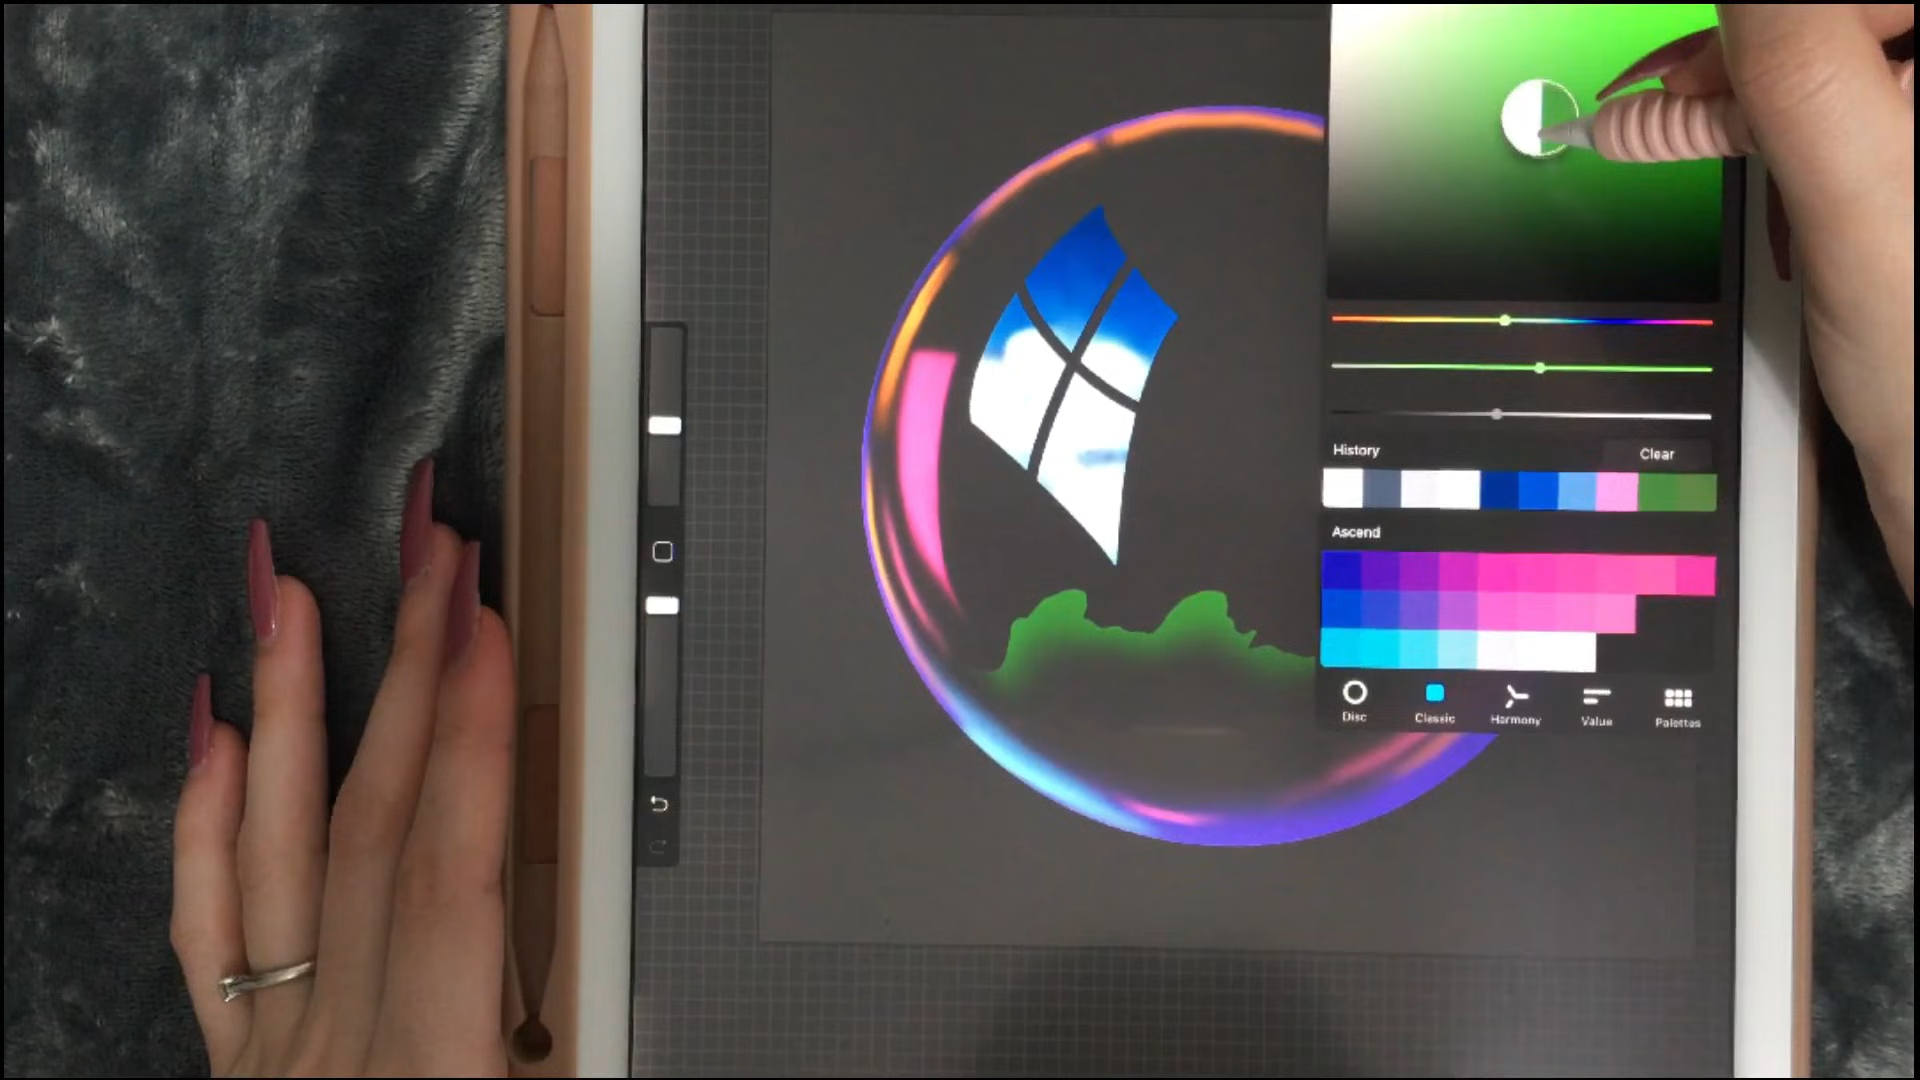 History
Clear
Ascend
Disc
Classic
Harmony
Value
Palettes